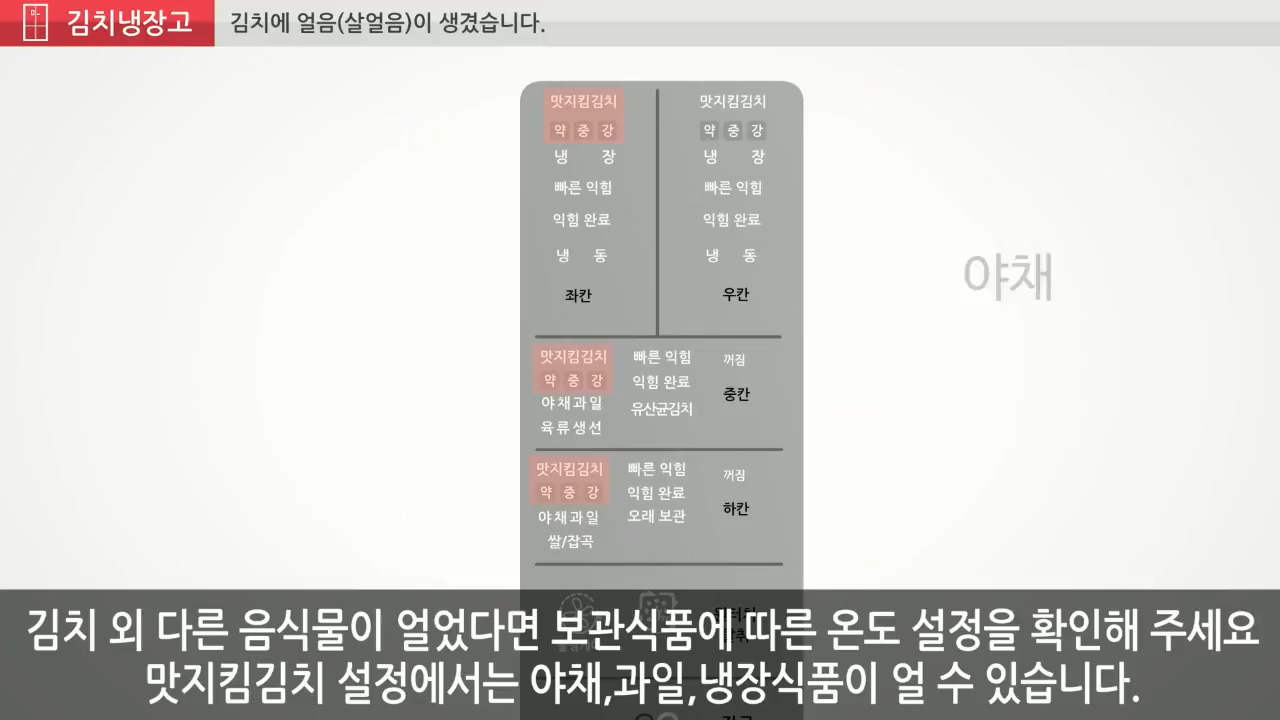 김치냉장고
김치에 얼음(살얼음)이 생겼습니다.
맛지킴김치
약 중 강
냉 장
빠른 익힘
익힘 완료
냉 동
좌칸
맛지킴김치
약 중 강
냉 장
빠른 익힘
익힘 완료
냉 동
우칸
야채
맛지킴김치
약 중 강
야채과일
육류생선
빠른 익힘
익힘 완료
유산균김치
꺼짐
중칸
맛지킴김치
약 중 강
야채과일
쌀/잡곡
빠른 익힘
익힘 완료
오래 보관
꺼짐
하칸
김치 외 다른 음식물이 얼었다면 보관식품에 따른 온도 설정을 확인해 주세요
맛지킴김치 설정에서는 야채,과일,냉장식품이 얼 수 있습니다.